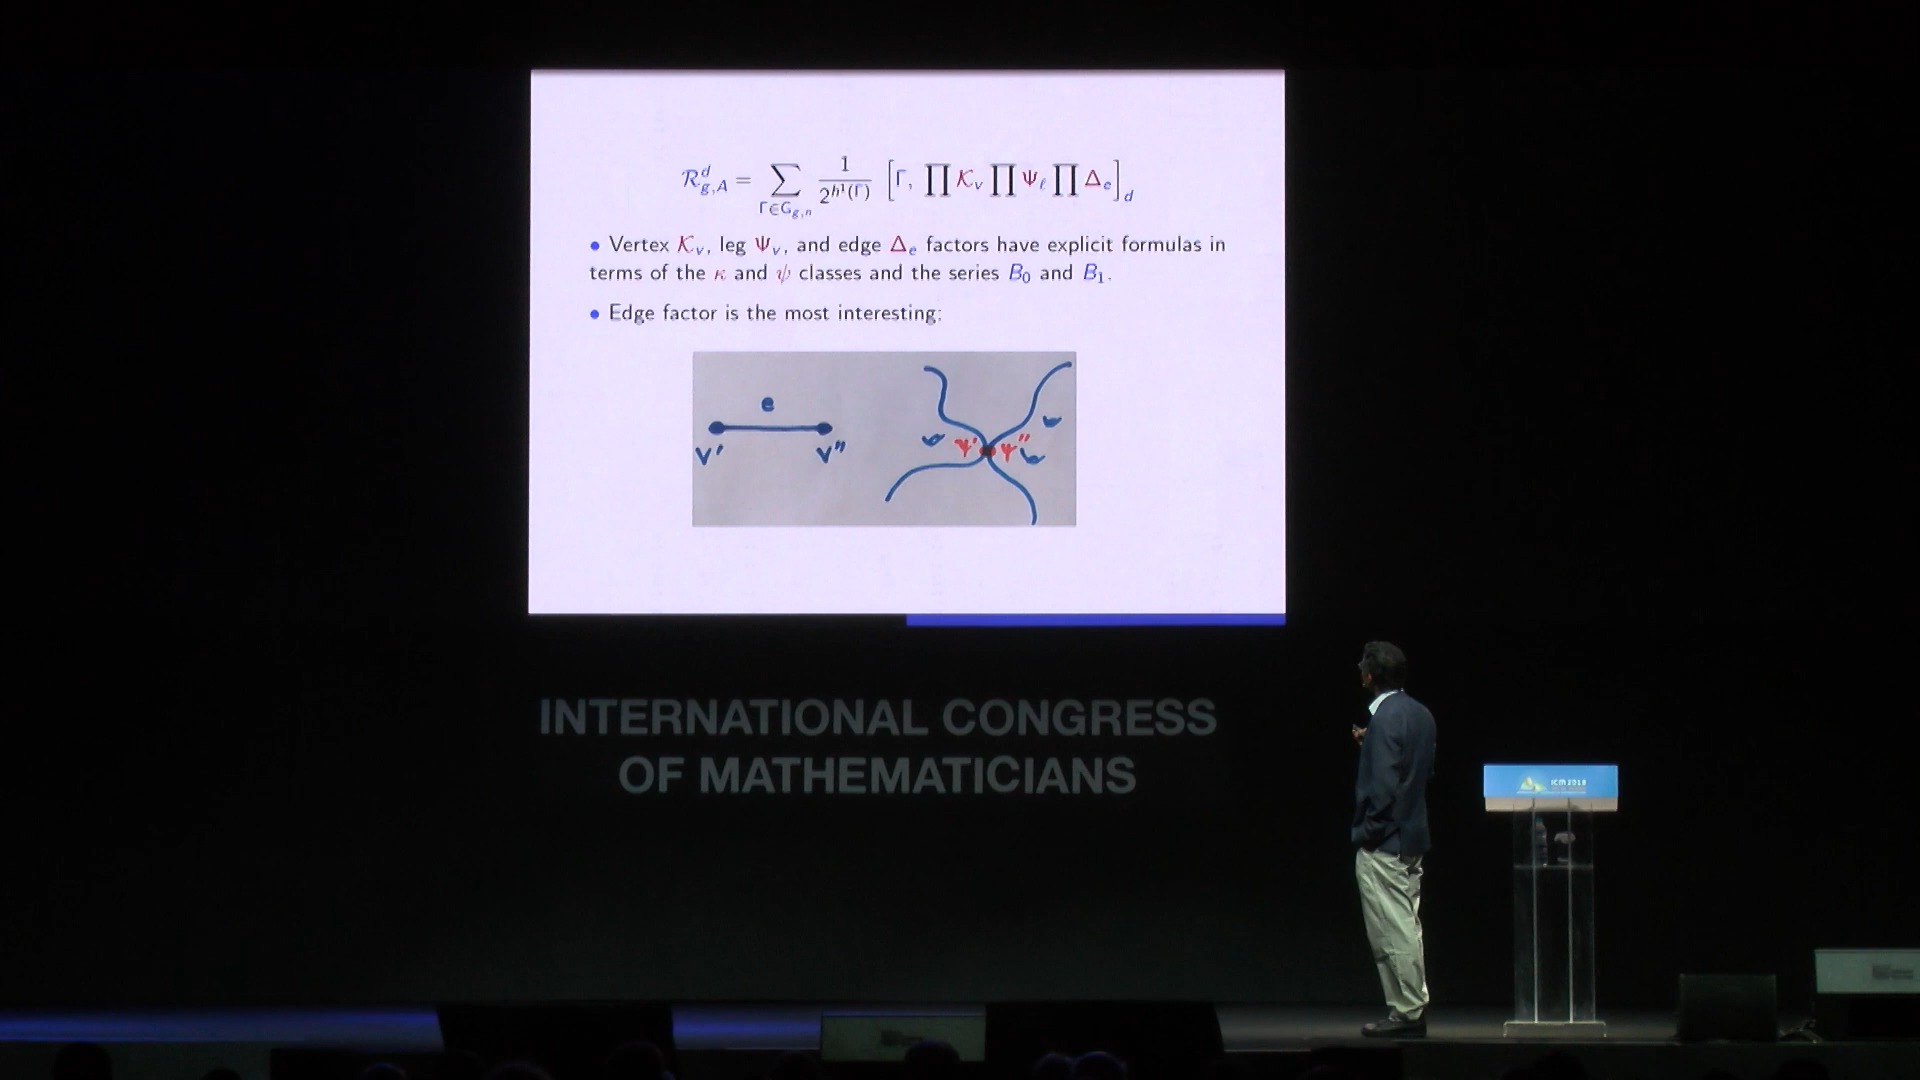 $\mathcal{R}^d_{g,A} = \sum_{\Gamma \in G_{g,n}} \frac{1}{2^{h^1(\Gamma)}} \left[ \Gamma, \prod \mathcal{K}_v \prod \Psi_\ell \prod \Delta_e \right]_d$
• Vertex $\mathcal{K}_v$, leg $\Psi_v$, and edge $\Delta_e$ factors have explicit formulas in
terms of the κ and ψ classes and the series $B_0$ and $B_1$.
• Edge factor is the most interesting:
e
v' v"
ψ' ψ"
INTERNATIONAL CONGRESS
OF MATHEMATICIANS
ICM 2018